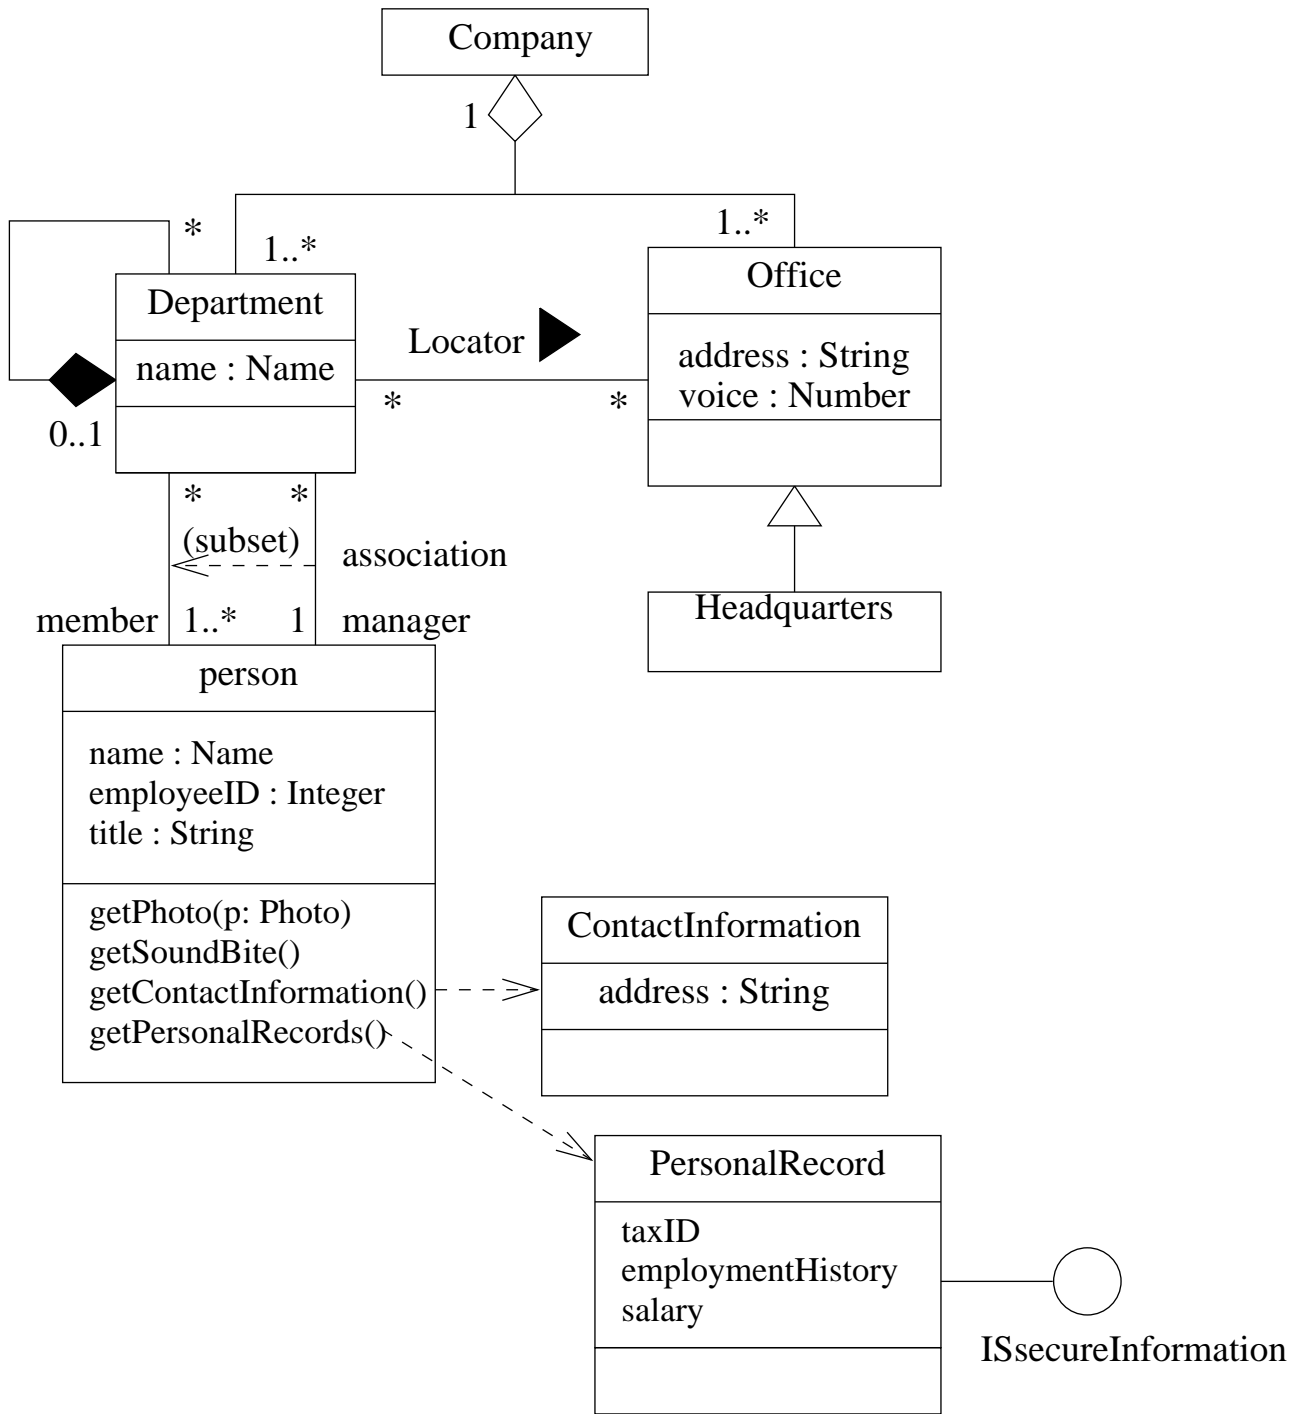 Company
1
*
1..*
1..*
Department
Office
name : Name
Locator
address : String
voice : Number
*
*
0..1
*
*
(subset)
association
member
1..*
1
manager
Headquarters
person
name : Name
employeeID : Integer
title : String
getPhoto(p: Photo)
getSoundBite()
getContactInformation()
getPersonalRecords()
ContactInformation
address : String
PersonalRecord
taxID
employmentHistory
salary
ISsecureInformation